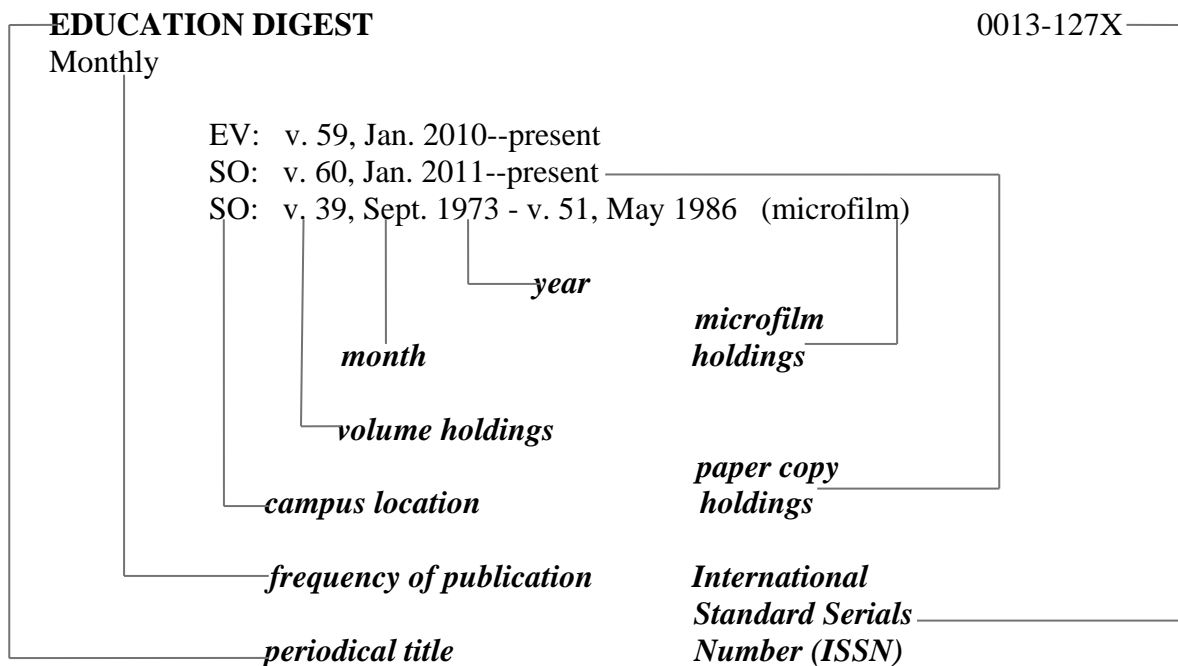 EDUCATION DIGEST 0013-127X
Monthly
EV: v. 59, Jan. 2010--present
SO: v. 60, Jan. 2011--present
SO: v. 39, Sept. 1973 - v. 51, May 1986 (microfilm)
year
microfilm
month holdings
volume holdings
paper copy
campus location holdings
frequency of publication International
Standard Serials
periodical title Number (ISSN)